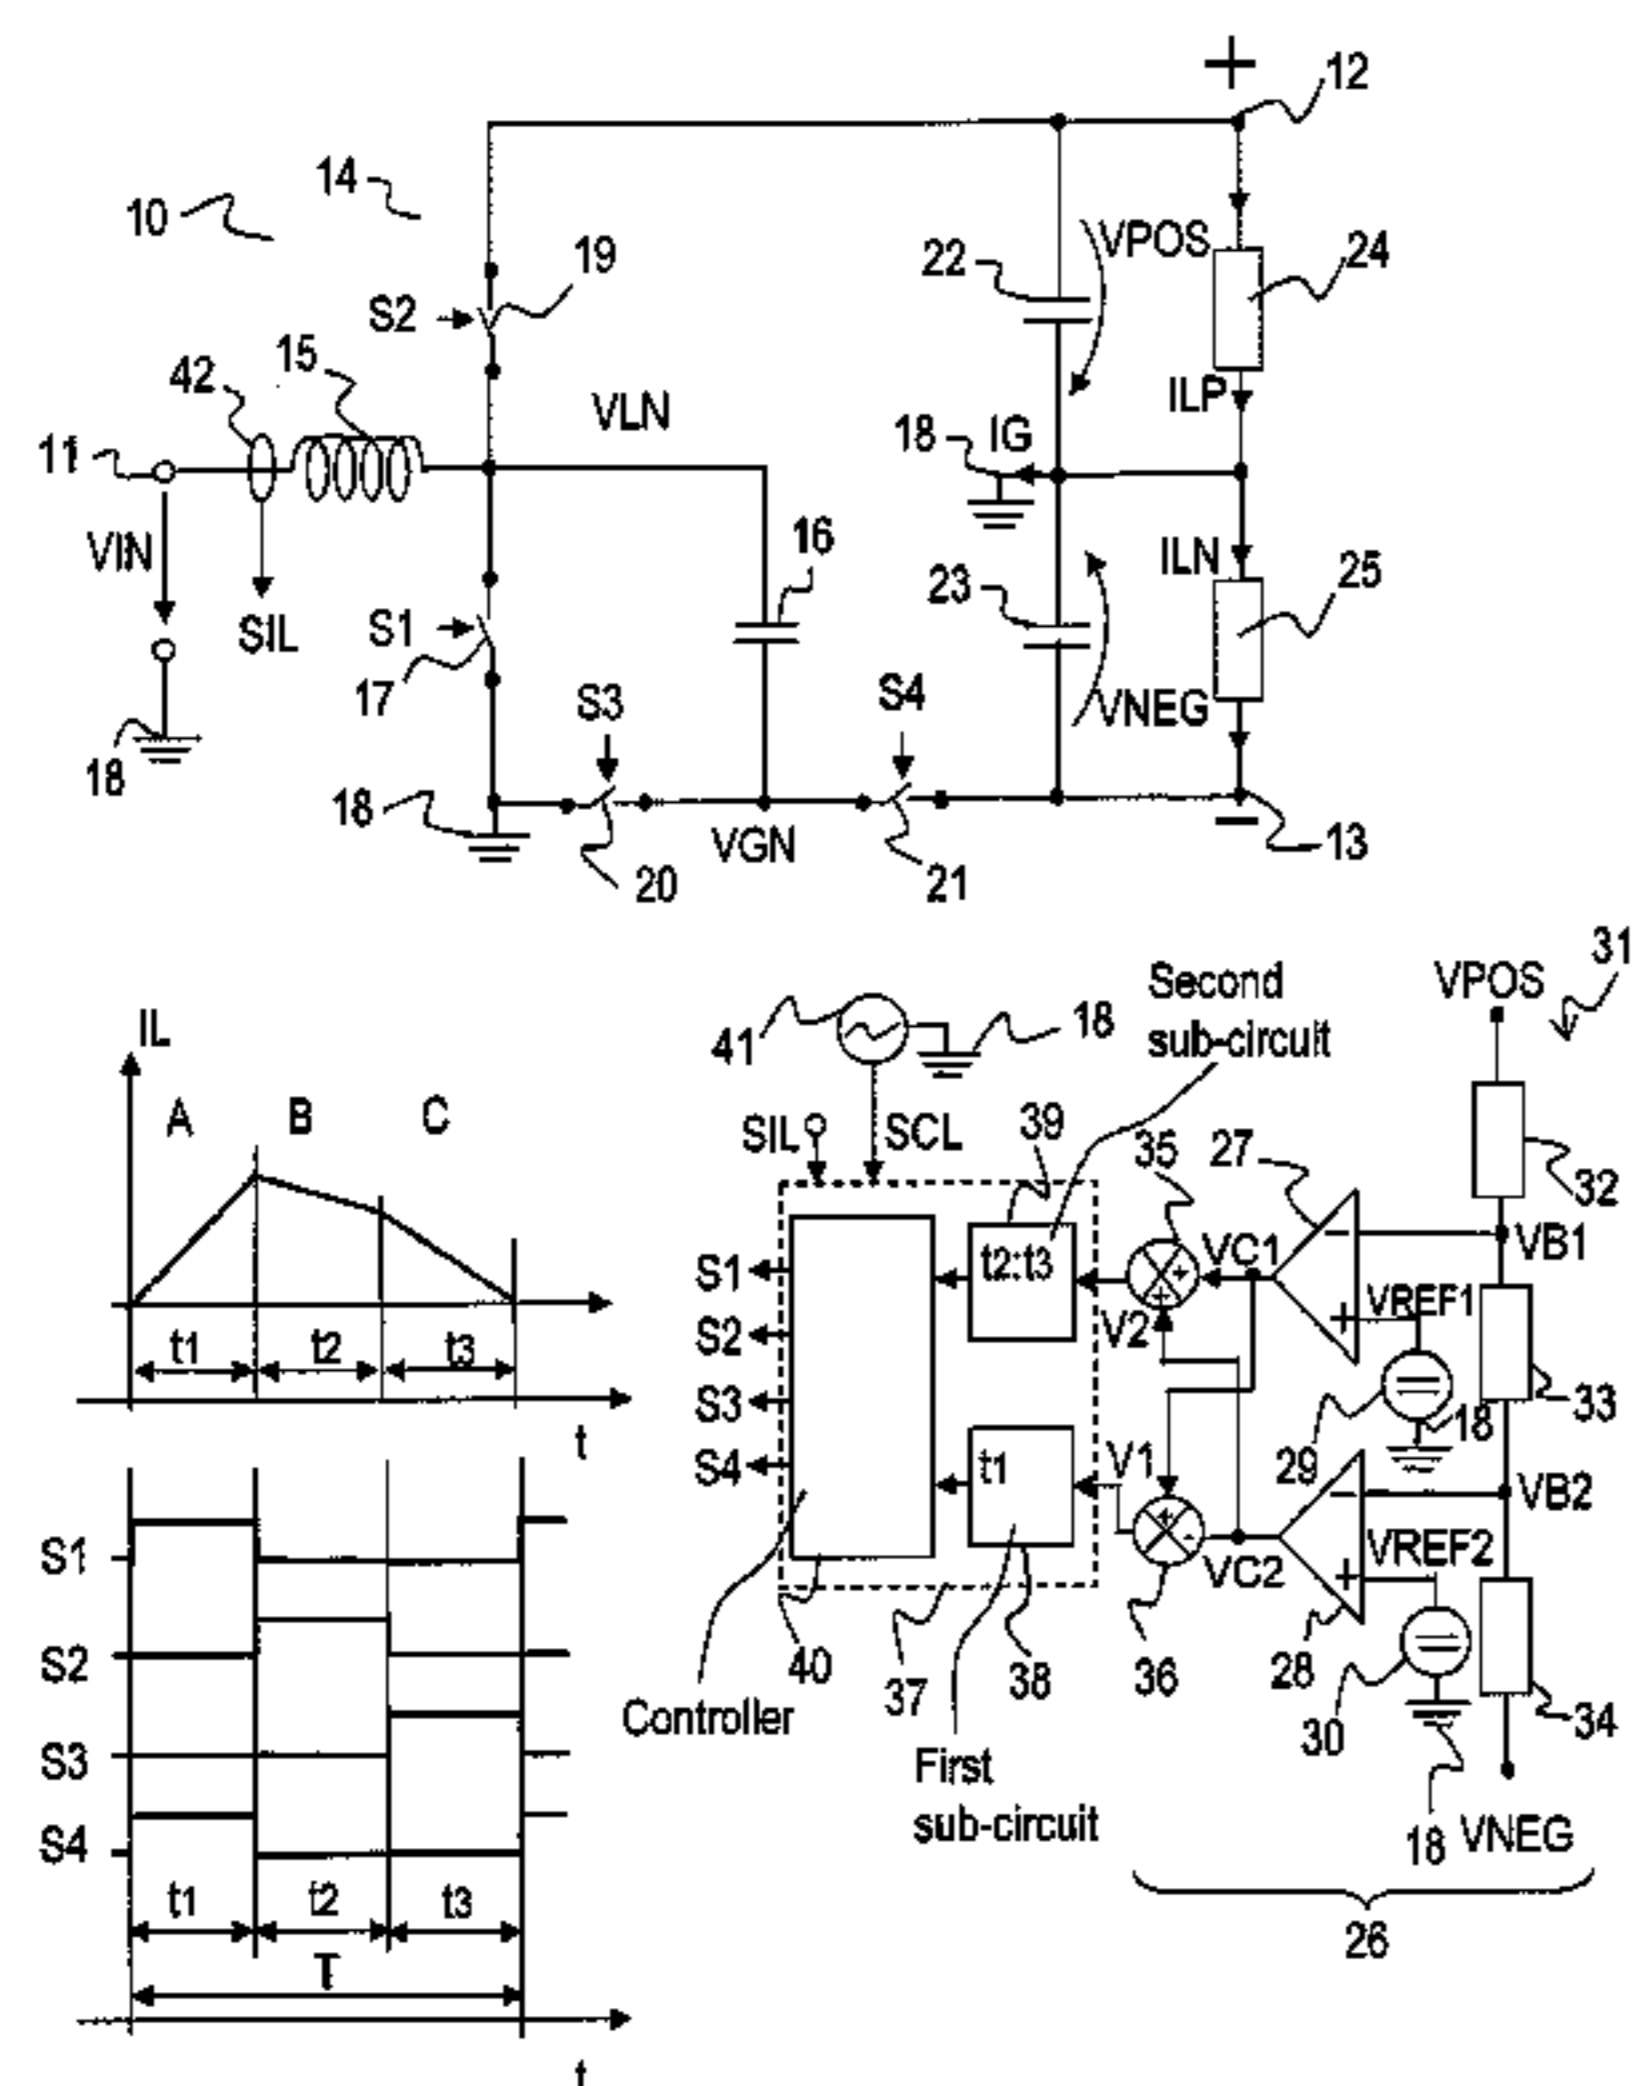 +
12
14
10
19
VPOS
24
22
S2
15
42
VLN
ILP
11
18
IG
16
VIN
ILN
25
23
SIL
S1
17
S3
S4
VNEG
18
18
VGN
−
13
20
21
31
VPOS
Second
sub-circuit
IL
41
18
A
B
C
SIL
SCL
39
35
27
32
t2:t3
VC1
VB1
S1
V2
VREF1
t1
t2
t3
S2
S3
33
t
t1
V1
29
18
S4
VB2
VREF2
VC2
S1
28
40
37
38
36
S2
Controller
30
34
S3
First
sub-circuit
S4
18
VNEG
t1
t2
t3
26
T
t